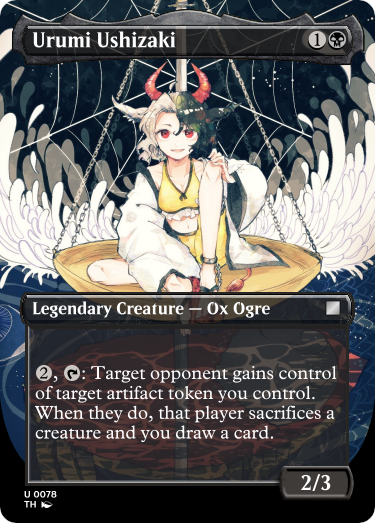 Urumi Ushizaki 1
Legendary Creature — Ox Ogre
2, : Target opponent gains control
of target artifact token you control.
When they do, that player sacrifices a
creature and you draw a card.
2/3
U 0078
TH